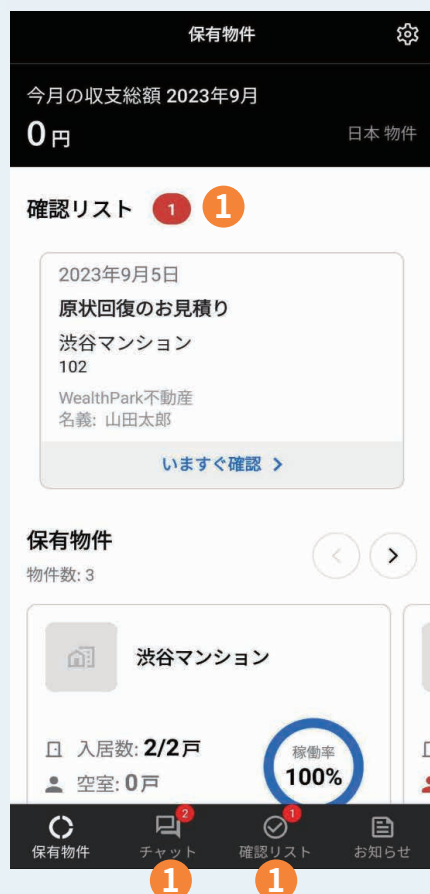 保有物件
今月の収支総額 2023年9月
0 円
日本 物件
確認リスト 1 1
2023年9月5日
原状回復のお見積り
渋谷マンション
102
WealthPark不動産
名義: 山田太郎
いますぐ確認 >
保有物件
物件数: 3
渋谷マンション
入居数: 2/2戸
空室: 0戸
稼働率
100%
2 1
保有物件 チャット 確認リスト お知らせ
1 1